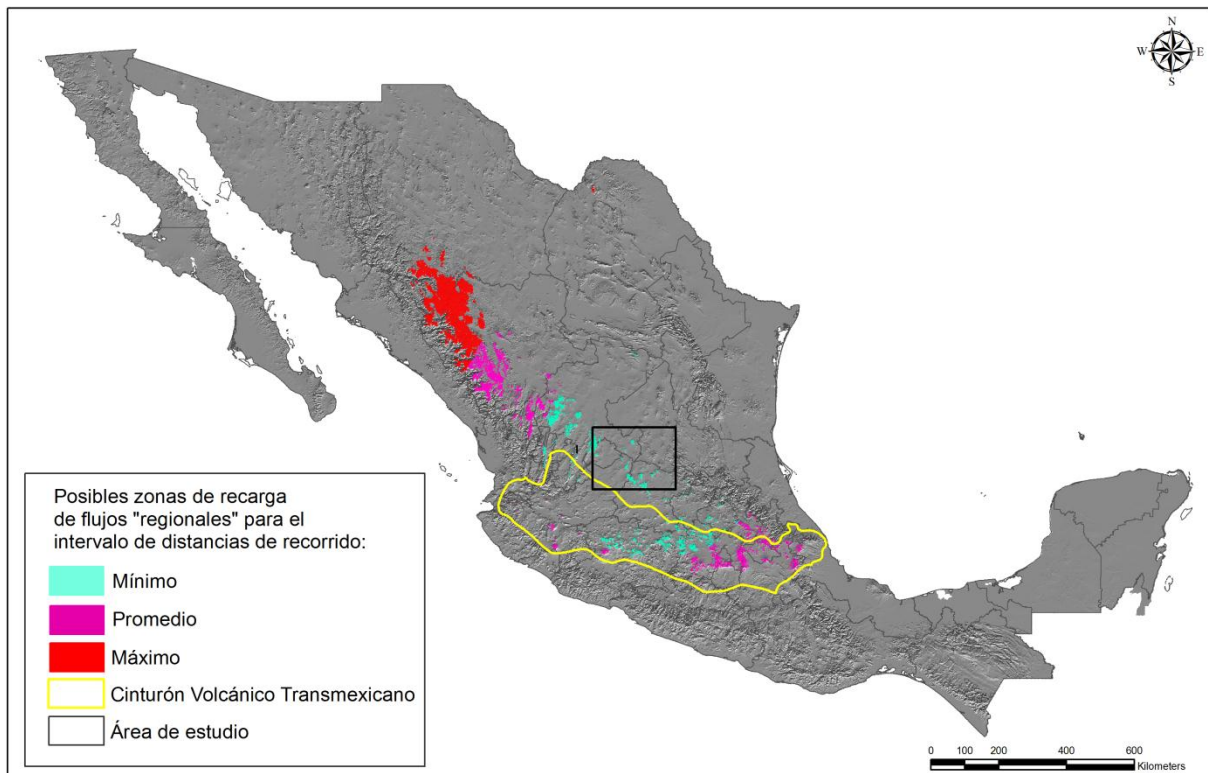 N
W E
S
Posibles zonas de recarga
de flujos "regionales" para el
intervalo de distancias de recorrido:
Mínimo
Promedio
Máximo
Cinturón Volcánico Transmexicano
Área de estudio
0 100 200 400 600
Kilometers